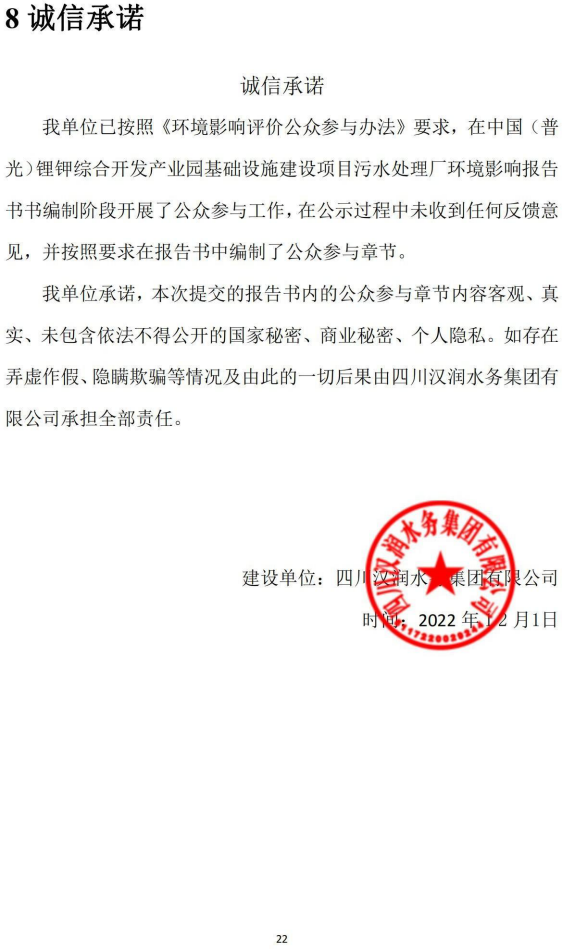 8 诚信承诺
诚信承诺
我单位已按照《环境影响评价公众参与办法》要求，在中国（普
光）锂钾综合开发产业园基础设施建设项目污水处理厂环境影响报告
书书编制阶段开展了公众参与工作，在公示过程中未收到任何反馈意
见，并按照要求在报告书中编制了公众参与章节。
我单位承诺，本次提交的报告书内的公众参与章节内容客观、真
实、未包含依法不得公开的国家秘密、商业秘密、个人隐私。如存在
弄虚作假、隐瞒欺骗等情况及由此的一切后果由四川汉润水务集团有
限公司承担全部责任。
四川汉润水务集团有限公司
建设单位：四川汉润水务集团有限公司
时间：2022 年12 月1日
22